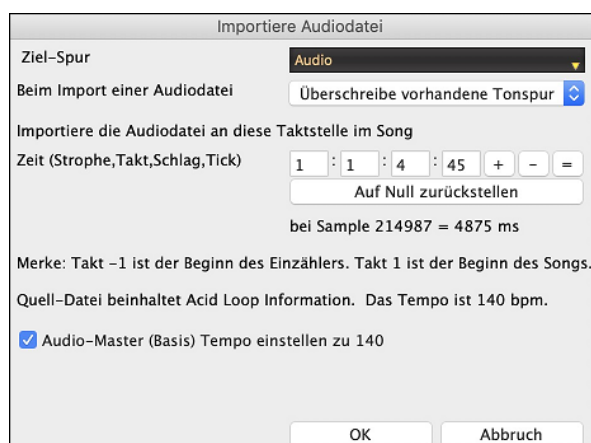 Importiere Audiodatei
Ziel-Spur Audio
Beim Import einer Audiodatei Überschreibe vorhandene Tonspur
Importiere die Audiodatei an diese Taktstelle im Song
Zeit (Strophe,Takt,Schlag,Tick) 1 : 1 : 4 : 45 + - =
Auf Null zurückstellen
bei Sample 214987 = 4875 ms
Merke: Takt -1 ist der Beginn des Einzählers. Takt 1 ist der Beginn des Songs.
Quell-Datei beinhaltet Acid Loop Information. Das Tempo ist 140 bpm.
Audio-Master (Basis) Tempo einstellen zu 140
OK Abbruch